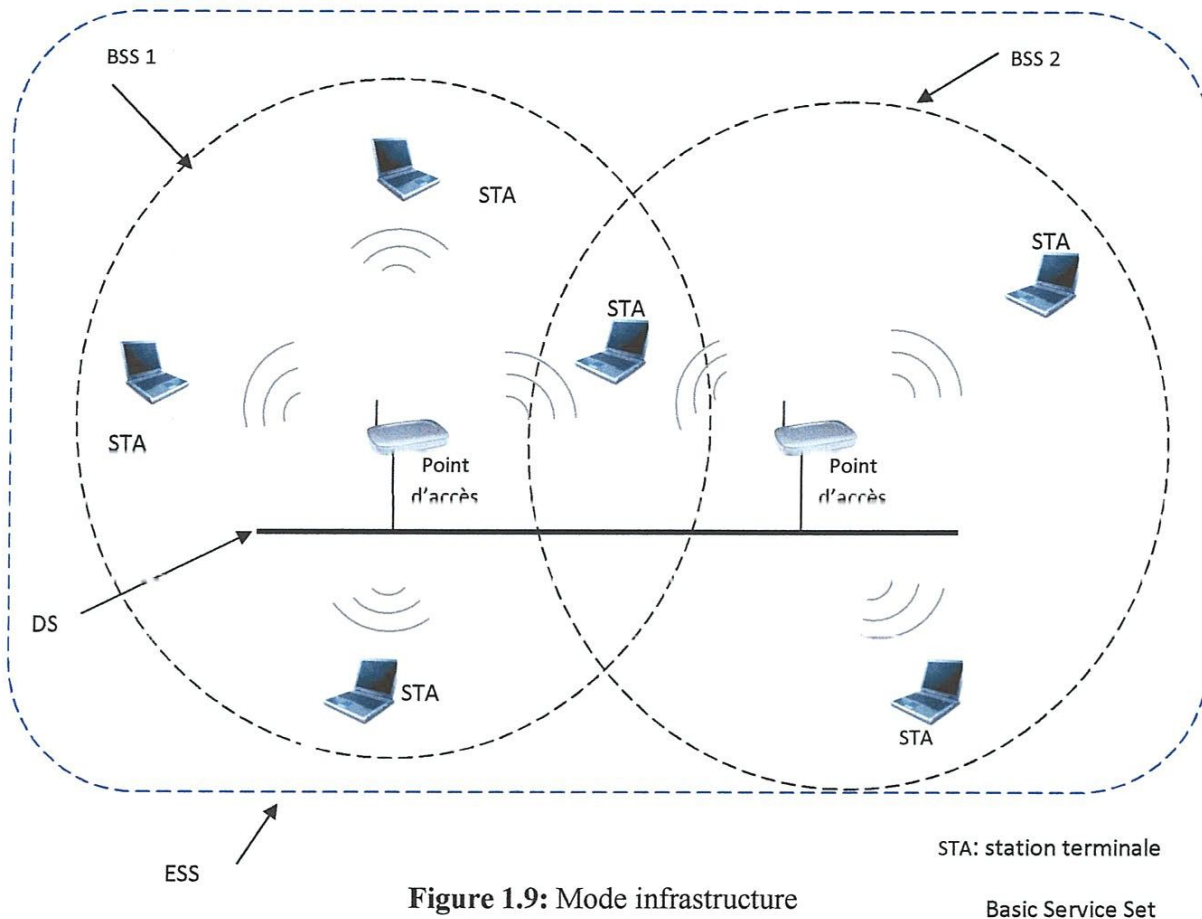 BSS 1
BSS 2
STA
STA
STA
STA
Point
d'accès
Point
d'accès
DS
STA
STA
ESS
STA: station terminale
Figure 1.9: Mode infrastructure
Basic Service Set